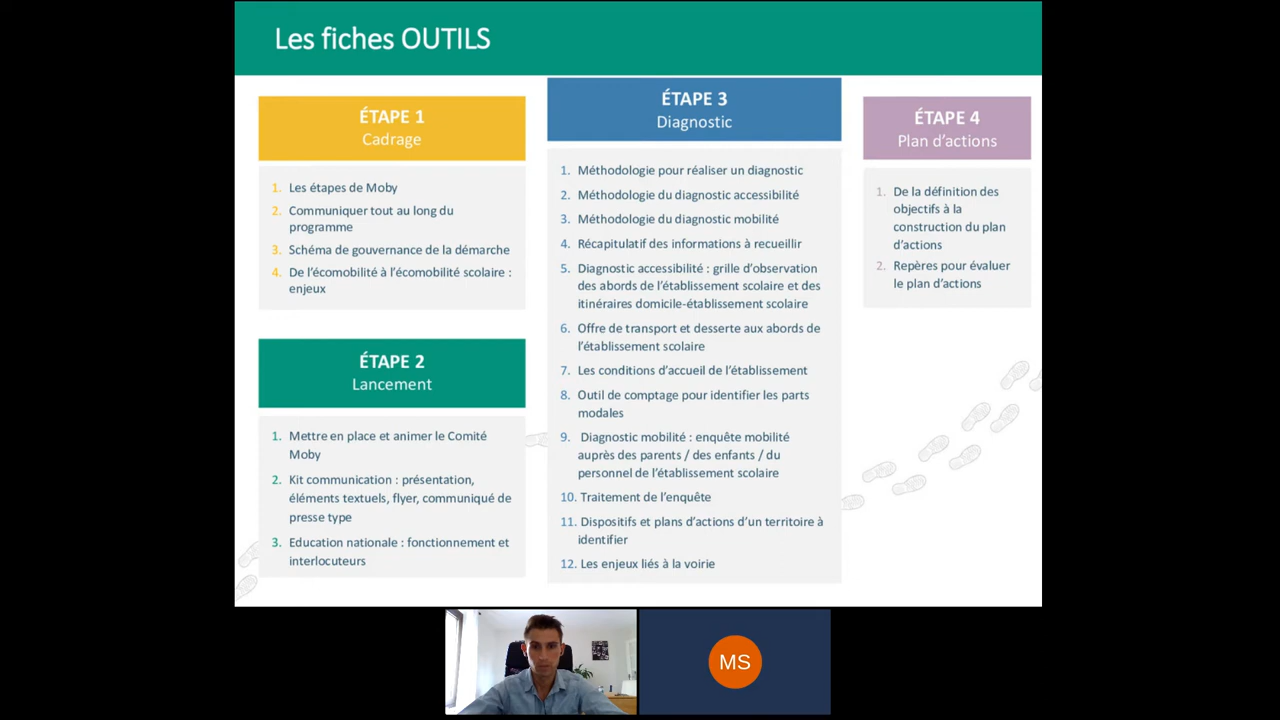 Les fiches OUTILS
ÉTAPE 1
Cadrage
1. Les étapes de Moby
2. Communiquer tout au long du
programme
3. Schéma de gouvernance de la démarche
4. De l'écomobilité à l'écomobilité scolaire :
enjeux
ÉTAPE 2
Lancement
1. Mettre en place et animer le Comité
Moby
2. Kit communication : présentation,
éléments textuels, flyer, communiqué de
presse type
3. Education nationale : fonctionnement et
interlocuteurs
ÉTAPE 3
Diagnostic
1. Méthodologie pour réaliser un diagnostic
2. Méthodologie du diagnostic accessibilité
3. Méthodologie du diagnostic mobilité
4. Récapitulatif des informations à recueillir
5. Diagnostic accessibilité : grille d'observation
des abords de l'établissement scolaire et des
itinéraires domicile-établissement scolaire
6. Offre de transport et desserte aux abords de
l'établissement scolaire
7. Les conditions d'accueil de l'établissement
8. Outil de comptage pour identifier les parts
modales
9. Diagnostic mobilité : enquête mobilité
auprès des parents / des enfants / du
personnel de l'établissement scolaire
10. Traitement de l'enquête
11. Dispositifs et plans d'actions d'un territoire à
identifier
12. Les enjeux liés à la voirie
ÉTAPE 4
Plan d'actions
1. De la définition des
objectifs à la
construction du plan
d'actions
2. Repères pour évaluer
le plan d'actions
MS